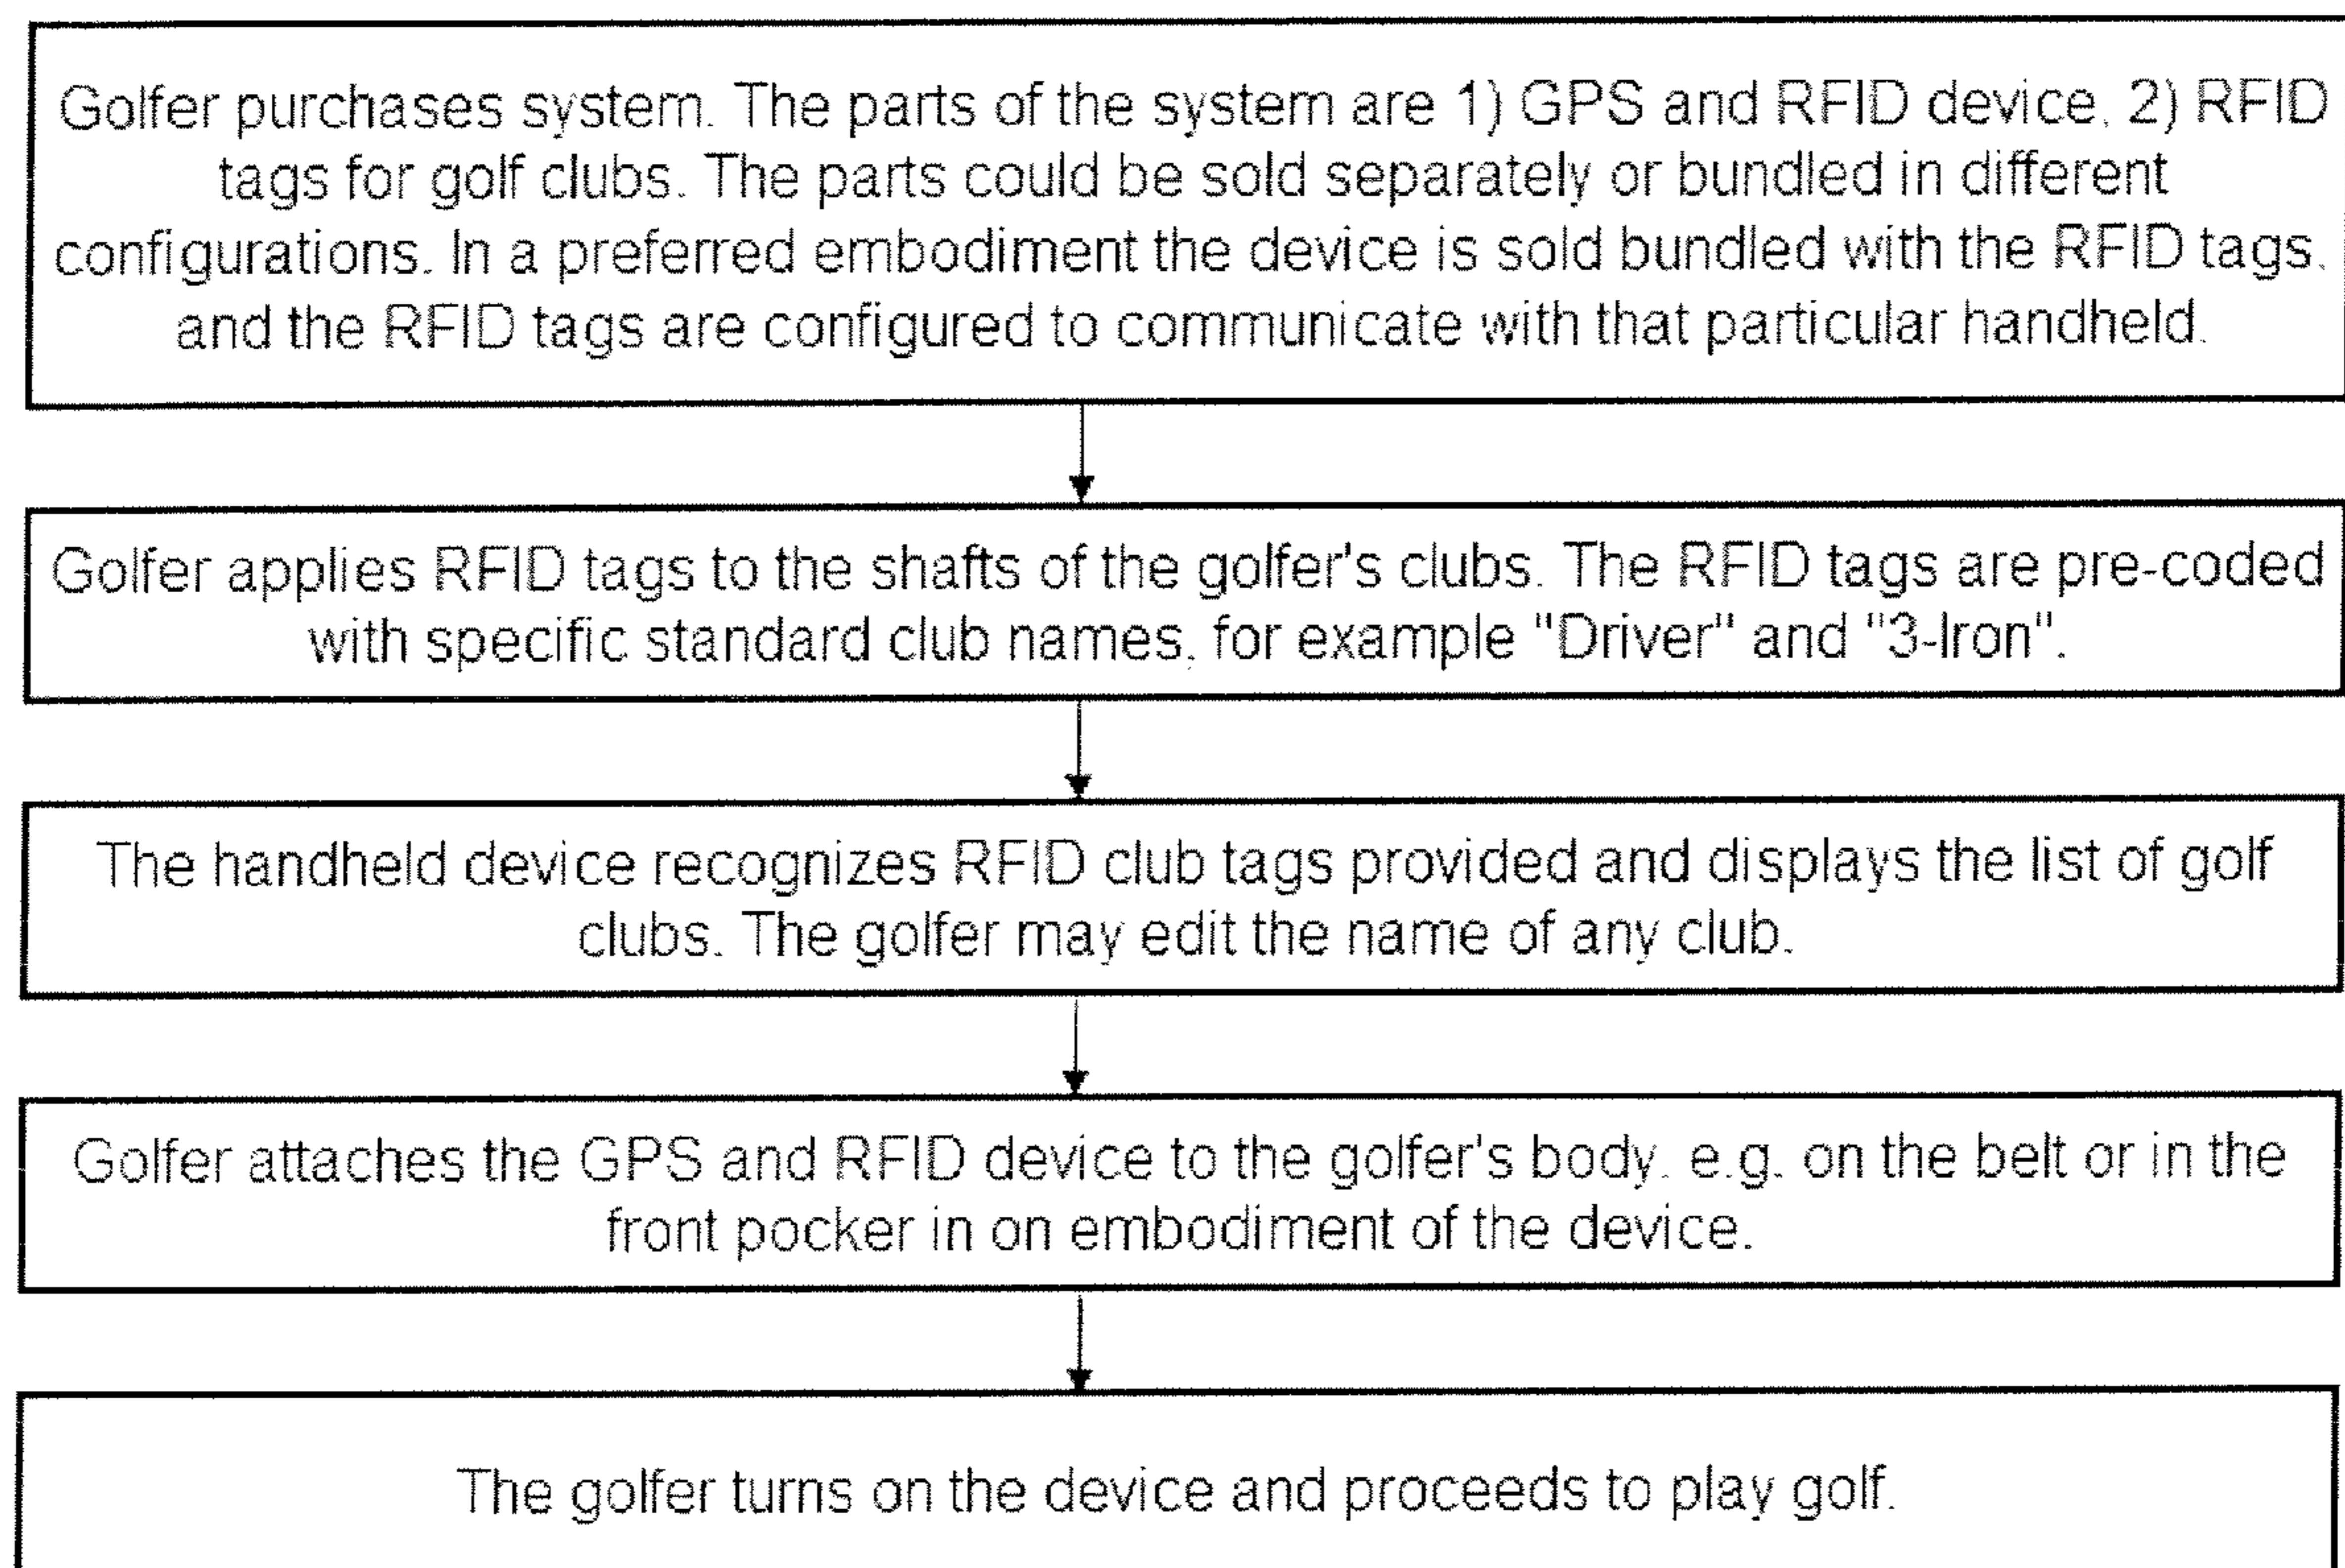 Golfer purchases system. The parts of the system are 1) GPS and RFID device, 2) RFID
tags for golf clubs. The parts could be sold separately or bundled in different
configurations. In a preferred embodiment the device is sold bundled with the RFID tags,
and the RFID tags are configured to communicate with that particular handheld.
Golfer applies RFID tags to the shafts of the golfer's clubs. The RFID tags are pre-coded
with specific standard club names, for example "Driver" and "3-Iron".
The handheld device recognizes RFID club tags provided and displays the list of golf
clubs. The golfer may edit the name of any club.
Golfer attaches the GPS and RFID device to the golfer's body, e.g. on the belt or in the
front pocker in on embodiment of the device.
The golfer turns on the device and proceeds to play golf.